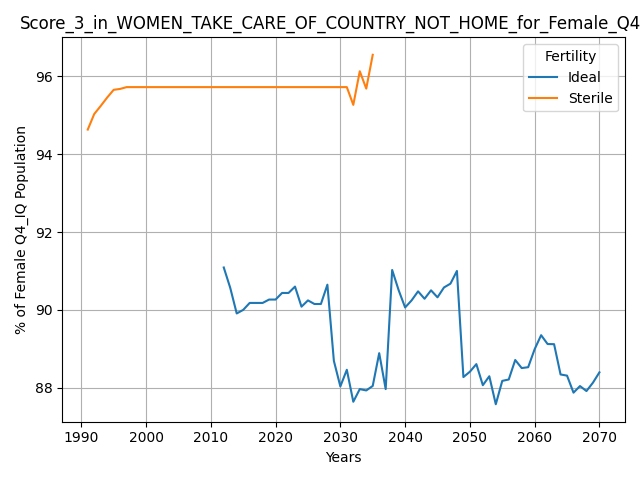 Score_3_in_WOMEN_TAKE_CARE_OF_COUNTRY_NOT_HOME_for_Female_Q4
Fertility
Ideal
Sterile
% of Female Q4_IQ Population
96
94
92
90
88
1990 2000 2010 2020 2030 2040 2050 2060 2070
Years